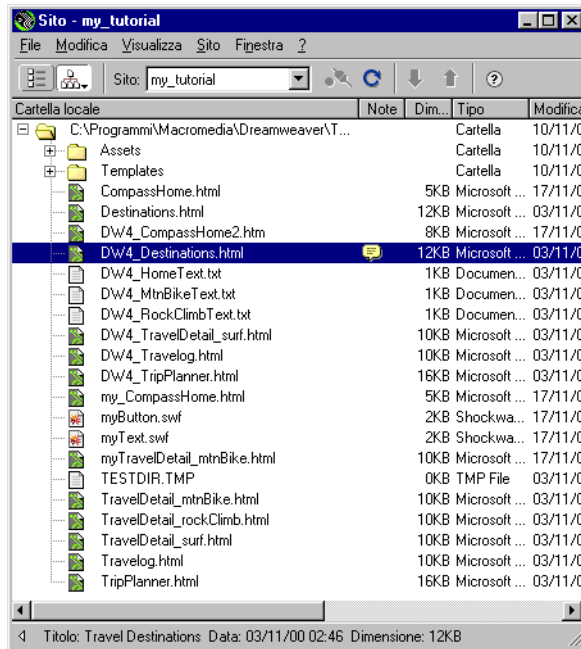 Sito - my_tutorial
File Modifica Visualizza Sito Finestra ?
Sito: my_tutorial
Cartella locale Note Dim... Tipo Modifica
C:\Programmi\Macromedia\Dreamweaver\T... Cartella 10/11/0
Assets Cartella 10/11/0
Templates Cartella 10/11/0
CompassHome.html 5KB Microsoft ... 17/11/0
Destinations.html 12KB Microsoft ... 03/11/0
DW4_CompassHome2.htm 8KB Microsoft ... 17/11/0
DW4_Destinations.html 12KB Microsoft ... 03/11/0
DW4_HomeText.txt 1KB Documen... 03/11/0
DW4_MtnBikeText.txt 1KB Documen... 03/11/0
DW4_RockClimbText.txt 1KB Documen... 03/11/0
DW4_TravelDetail_surf.html 10KB Microsoft ... 03/11/0
DW4_Travelog.html 10KB Microsoft ... 03/11/0
DW4_TripPlanner.html 16KB Microsoft ... 03/11/0
my_CompassHome.html 5KB Microsoft ... 17/11/0
myButton.swf 2KB Shockwa... 17/11/0
myText.swf 2KB Shockwa... 17/11/0
myTravelDetail_mtnBike.html 10KB Microsoft ... 17/11/0
TESTDIR.TMP 0KB TMP File 03/11/0
TravelDetail_mtnBike.html 10KB Microsoft ... 03/11/0
TravelDetail_rockClimb.html 10KB Microsoft ... 03/11/0
TravelDetail_surf.html 10KB Microsoft ... 03/11/0
Travelog.html 10KB Microsoft ... 03/11/0
TripPlanner.html 16KB Microsoft ... 03/11/0
Titolo: Travel Destinations Data: 03/11/00 02:46 Dimensione: 12KB